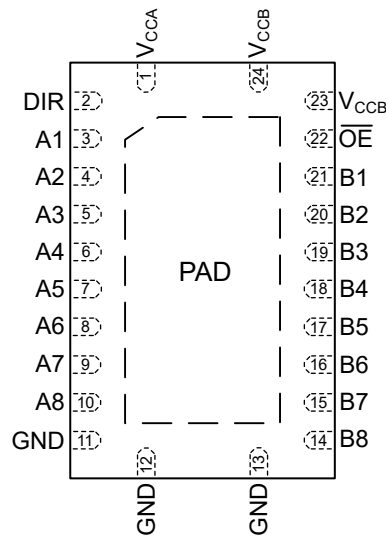 VCCA VCCB
1 24
DIR 2 23 VCCB
A1 3 22 OE
A2 4 21 B1
A3 5 20 B2
A4 6 19 B3
A5 7 PAD 18 B4
A6 8 17 B5
A7 9 16 B6
A8 10 15 B7
GND 11 14 B8
12 13
GND GND